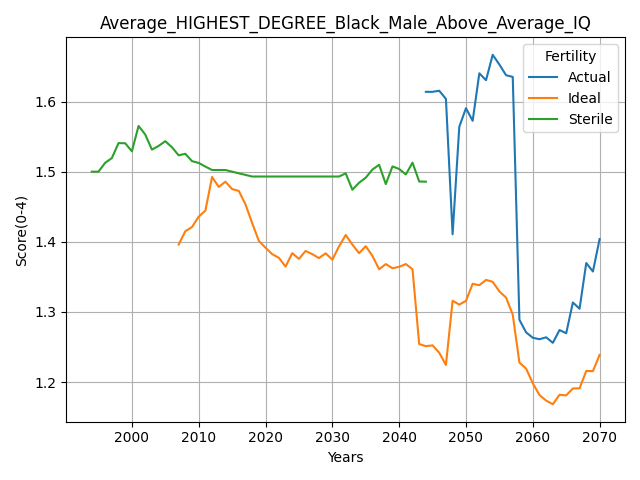 Average_HIGHEST_DEGREE_Black_Male_Above_Average_IQ
Fertility
Actual
Ideal
Sterile
Score(0-4)
1.6
1.5
1.4
1.3
1.2
2000 2010 2020 2030 2040 2050 2060 2070
Years